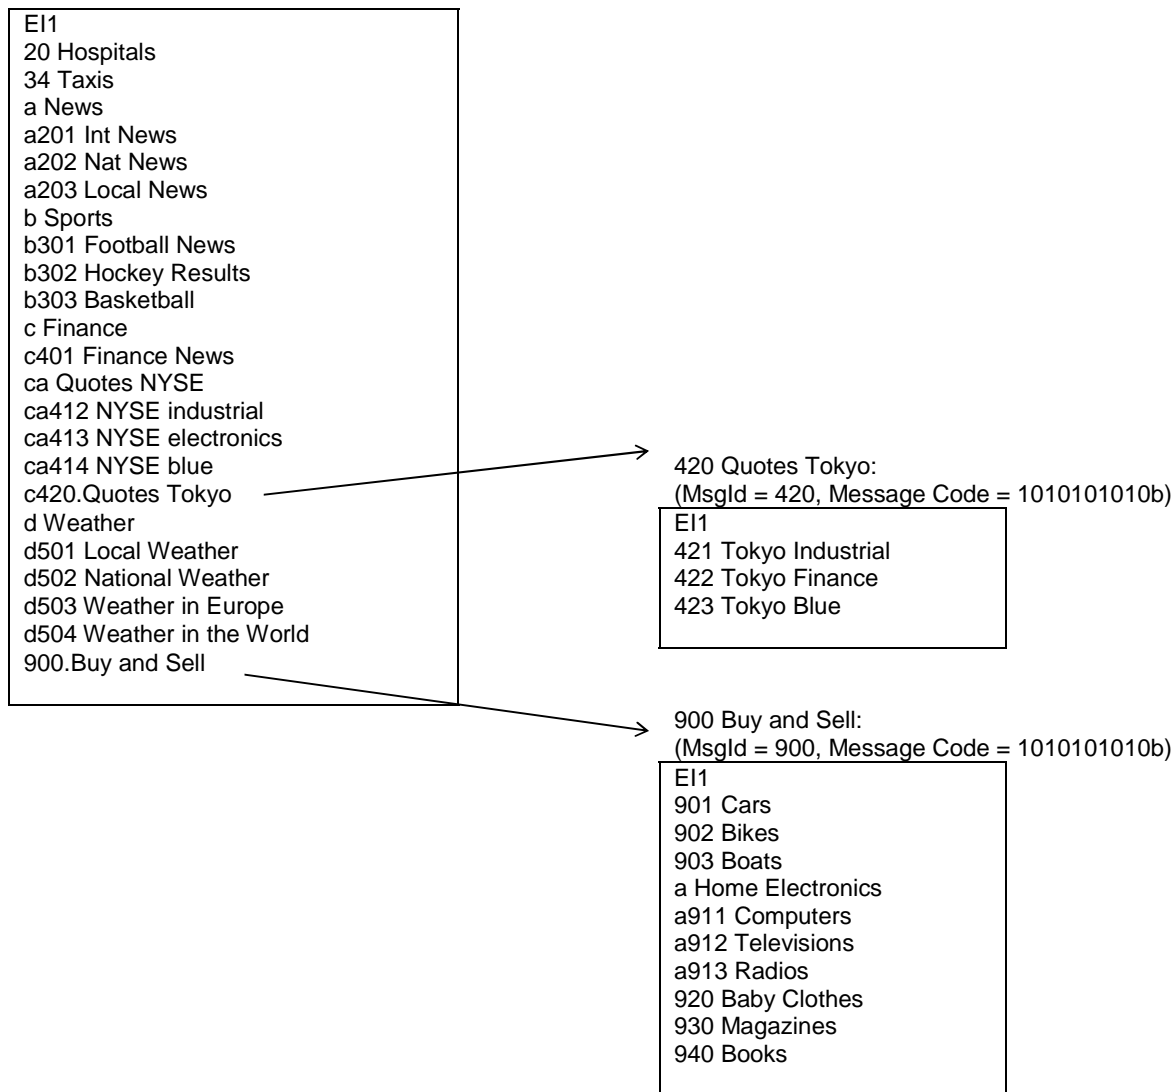 EI1
20 Hospitals
34 Taxis
a News
a201 Int News
a202 Nat News
a203 Local News
b Sports
b301 Football News
b302 Hockey Results
b303 Basketball
c Finance
c401 Finance News
ca Quotes NYSE
ca412 NYSE industrial
ca413 NYSE electronics
ca414 NYSE blue
c420.Quotes Tokyo
d Weather
d501 Local Weather
d502 National Weather
d503 Weather in Europe
d504 Weather in the World
900.Buy and Sell
420 Quotes Tokyo:
(MsgId = 420, Message Code = 1010101010b)
EI1
421 Tokyo Industrial
422 Tokyo Finance
423 Tokyo Blue
900 Buy and Sell:
(MsgId = 900, Message Code = 1010101010b)
EI1
901 Cars
902 Bikes
903 Boats
a Home Electronics
a911 Computers
a912 Televisions
a913 Radios
920 Baby Clothes
930 Magazines
940 Books